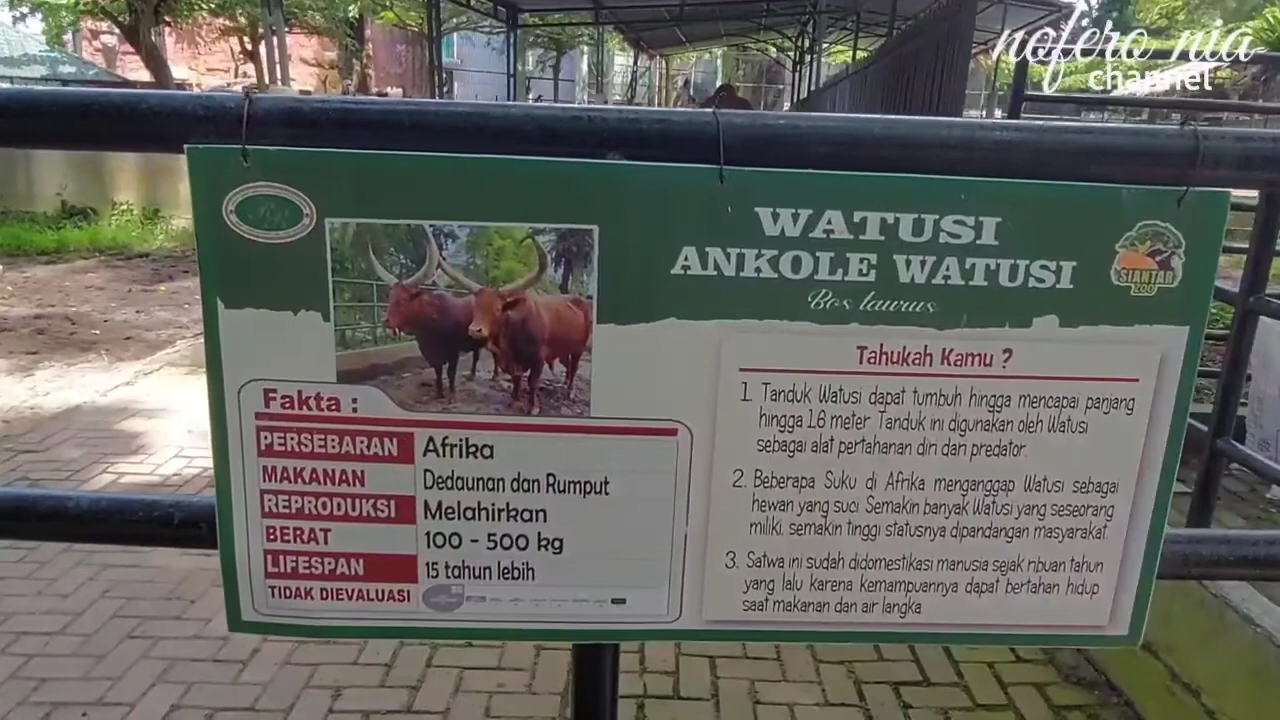 nofero nia
channel
WATUSI
ANKOLE WATUSI
Bos taurus
SIANTAR
ZOO
Fakta :
PERSEBARAN Afrika
MAKANAN Dedaunan dan Rumput
REPRODUKSI Melahirkan
BERAT 100 - 500 kg
LIFESPAN 15 tahun lebih
TIDAK DIEVALUASI
Tahukah Kamu ?
1. Tanduk Watusi dapat tumbuh hingga mencapai panjang
hingga 1.6 meter. Tanduk ini digunakan oleh Watusi
sebagai alat pertahanan diri dari predator.
2. Beberapa Suku di Afrika menganggap Watusi sebagai
hewan yang suci. Semakin banyak Watusi yang seseorang
miliki, semakin tinggi statusnya dipandangan masyarakat.
3. Satwa ini sudah didomestikasi manusia sejak ribuan tahun
yang lalu karena kemampuannya dapat bertahan hidup
saat makanan dan air langka